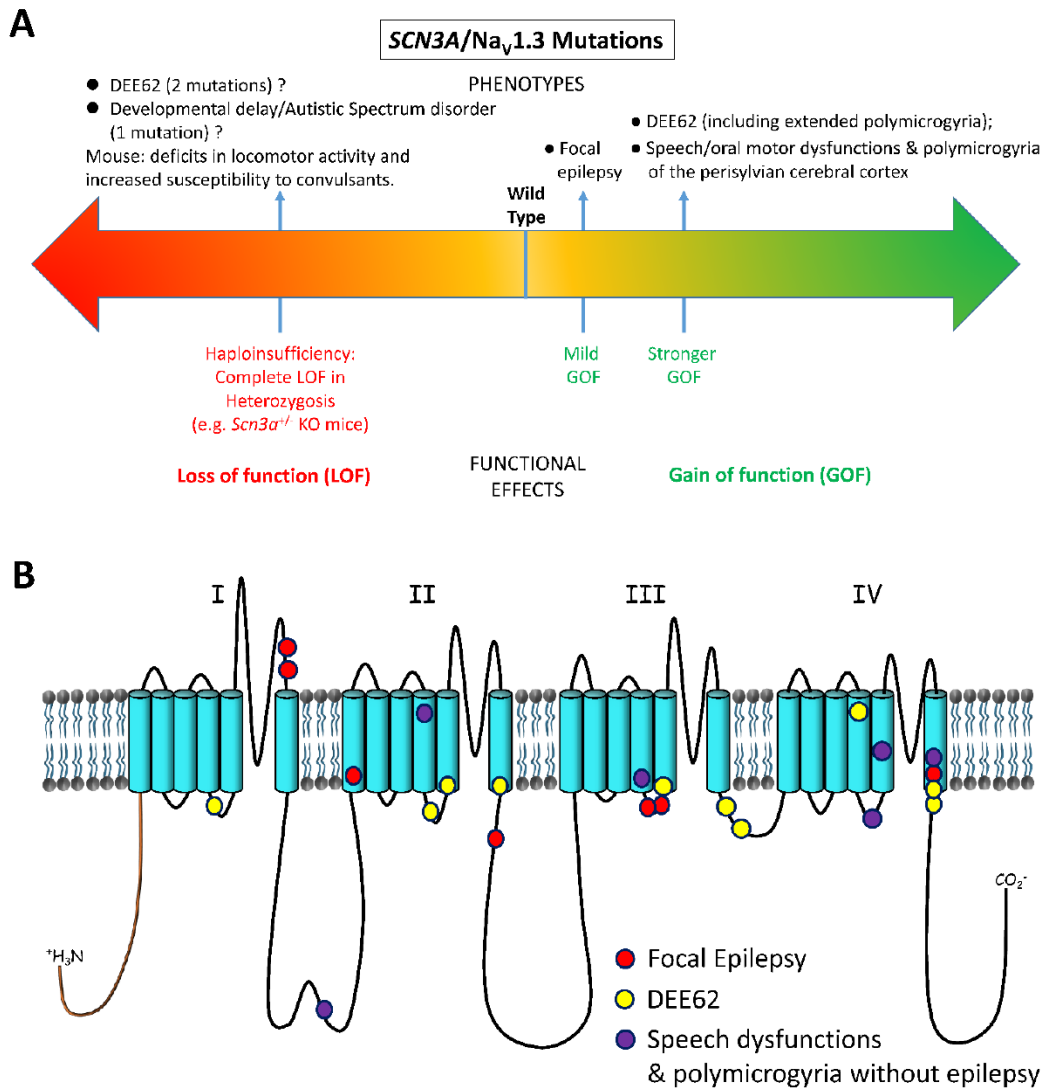 A
SCN3A/NaV1.3 Mutations
PHENOTYPES
● DEE62 (2 mutations) ?
● Developmental delay/Autistic Spectrum disorder
(1 mutation) ?
Mouse: deficits in locomotor activity and
increased susceptibility to convulsants.
Wild
Type
● Focal
epilepsy
● DEE62 (including extended polymicrogyria);
● Speech/oral motor dysfunctions & polymicrogyria
of the perisylvian cerebral cortex
Haploinsufficiency:
Complete LOF in
Heterozygosis
(e.g. Scn3a+/- KO mice)
Mild
GOF
Stronger
GOF
Loss of function (LOF)
FUNCTIONAL
EFFECTS
Gain of function (GOF)
B
I
II
III
IV
+H3N
CO2-
Focal Epilepsy
DEE62
Speech dysfunctions
& polymicrogyria without epilepsy